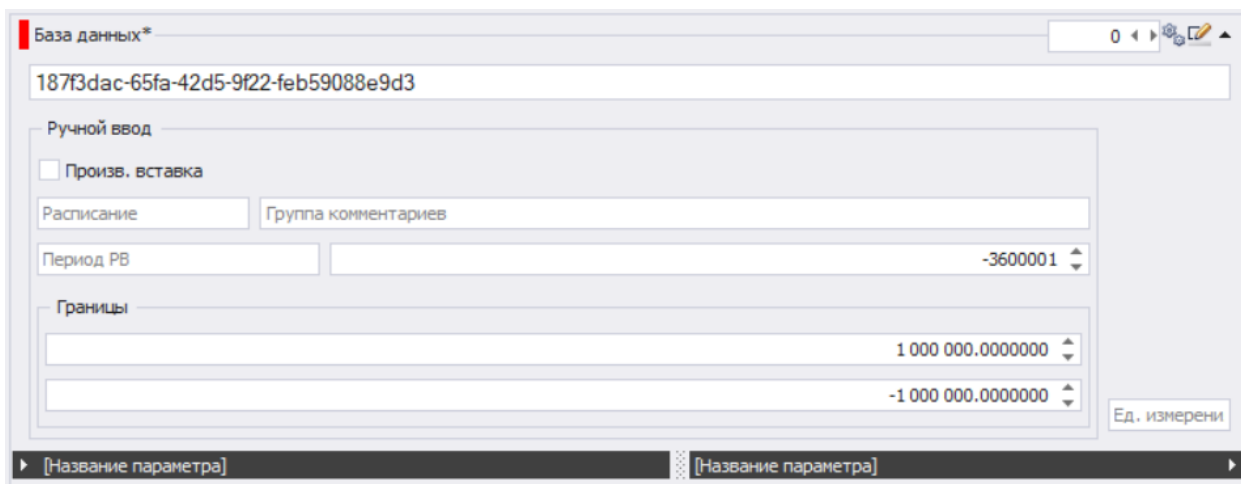 База данных*
0
187f3dac-65fa-42d5-9f22-feb59088e9d3
Ручной ввод
Произв. вставка
Расписание
Группа комментариев
Период РВ
-3600001
Границы
1 000 000.0000000
-1 000 000.0000000
Ед. измерени
[Название параметра]
[Название параметра]